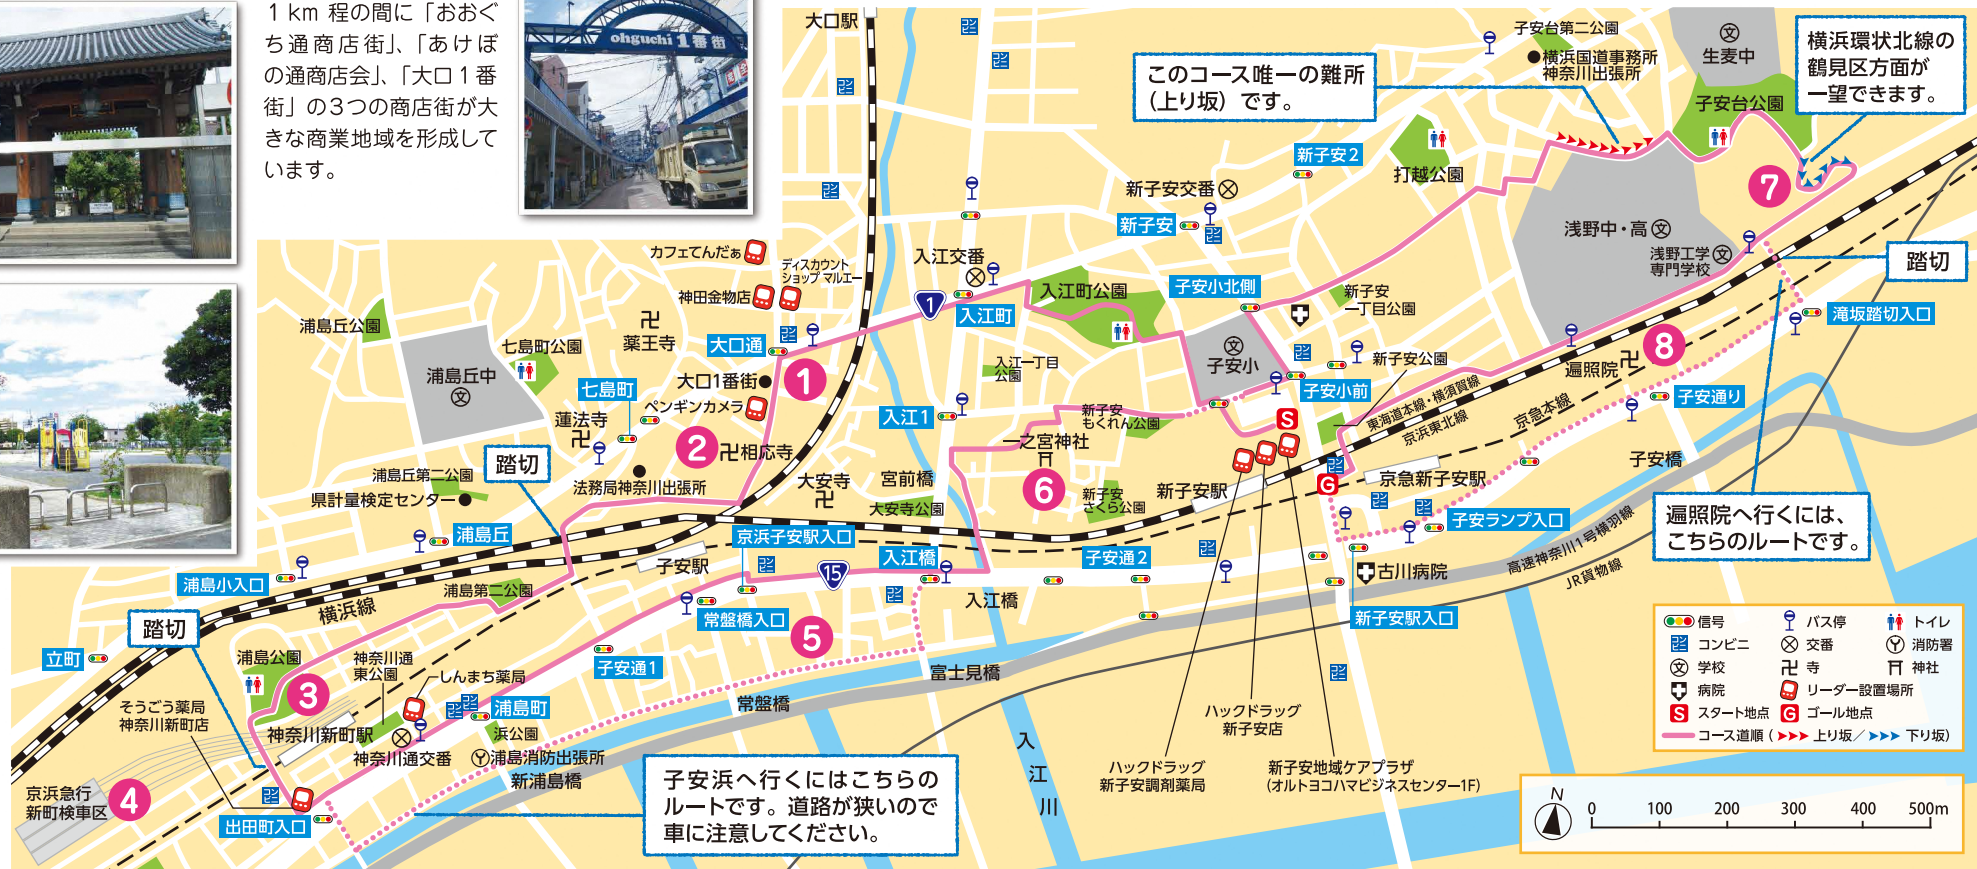 1km 程の間に「おおぐ
ち通商店街」、「あけぼ
の通商店会」、「大口1番
街」の3つの商店街が大
きな商業地域を形成して
います。
ohguchi 1番街
大口駅
コンビニ
このコース唯一の難所
（上り坂）です。
子安台第二公園
横浜国道事務所
神奈川出張所
生麦中
子安台公園
横浜環状北線の
鶴見区方面が
一望できます。
新子安2
打越公園
新子安交番
新子安
7
浅野中・高
浅野工学
専門学校
踏切
滝坂踏切入口
カフェてんだぁ
ディスカウント
ショップ マルエー
神田金物店
入江交番
1
入江町
入江町公園
子安小北側
新子安
一丁目公園
浦島丘公園
七島町公園
薬王寺
大口通
1
大口1番街
浦島丘中
七島町
ペンギンカメラ
入江一丁目
公園
子安小
子安小前
新子安公園
8
遍照院
東海道本線・横須賀線
京浜東北線
京急本線
子安通り
蓮法寺
2
相応寺
入江1
新子安
もくれん公園
S
一之宮神社
踏切
浦島丘第二公園
県計量検定センター
法務局神奈川出張所
大安寺
宮前橋
大安寺公園
6
新子安
さくら公園
新子安駅
京急新子安駅
G
子安橋
遍照院へ行くには、
こちらのルートです。
浦島丘
京浜子安駅入口
入江橋
子安通2
子安ランプ入口
浦島小入口
横浜線
浦島第二公園
子安駅
15
古川病院
高速神奈川1号横羽線
JR貨物線
踏切
常盤橋入口
5
入江橋
新子安駅入口
立町
浦島公園
神奈川通
東公園
子安通1
富士見橋
3
しんまち薬局
浦島町
常盤橋
そうごう薬局
神奈川新町店
神奈川新町駅
神奈川通交番
浜公園
浦島消防出張所
新浦島橋
京浜急行
新町検車区
4
出田町入口
子安浜へ行くにはこちらの
ルートです。道路が狭いので
車に注意してください。
入江川
ハックドラッグ
新子安店
ハックドラッグ
新子安調剤薬局
新子安地域ケアプラザ
（オルトヨコハマビジネスセンター1F）
信号 バス停 トイレ
コンビニ 交番 消防署
学校 寺 神社
病院 リーダー設置場所
S スタート地点 G ゴール地点
コース道順（上り坂／下り坂）
N
0 100 200 300 400 500m